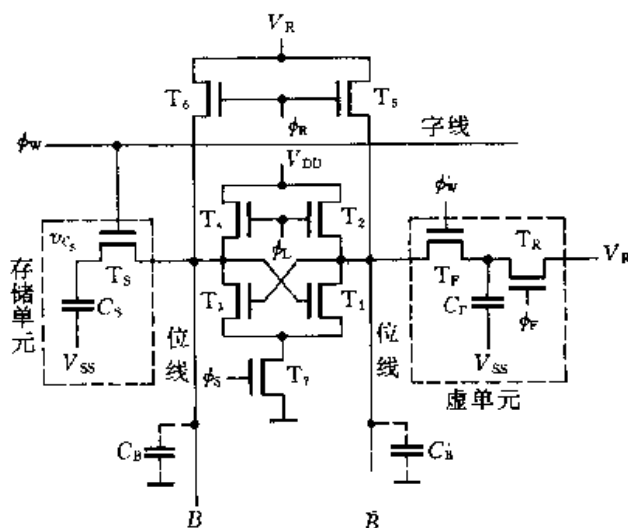 V_R
T_6
T_5
φ_R
φ_W
字线
V_DD
T_4
T_2
φ_L
φ_W
v_Cs
T_S
C_S
V_SS
存储单元
T_3
T_1
T_F
T_R
V_R
C_F
φ_F
V_SS
虚单元
位线
位线
φ_S
T_7
C_B
C_B
B
B̄